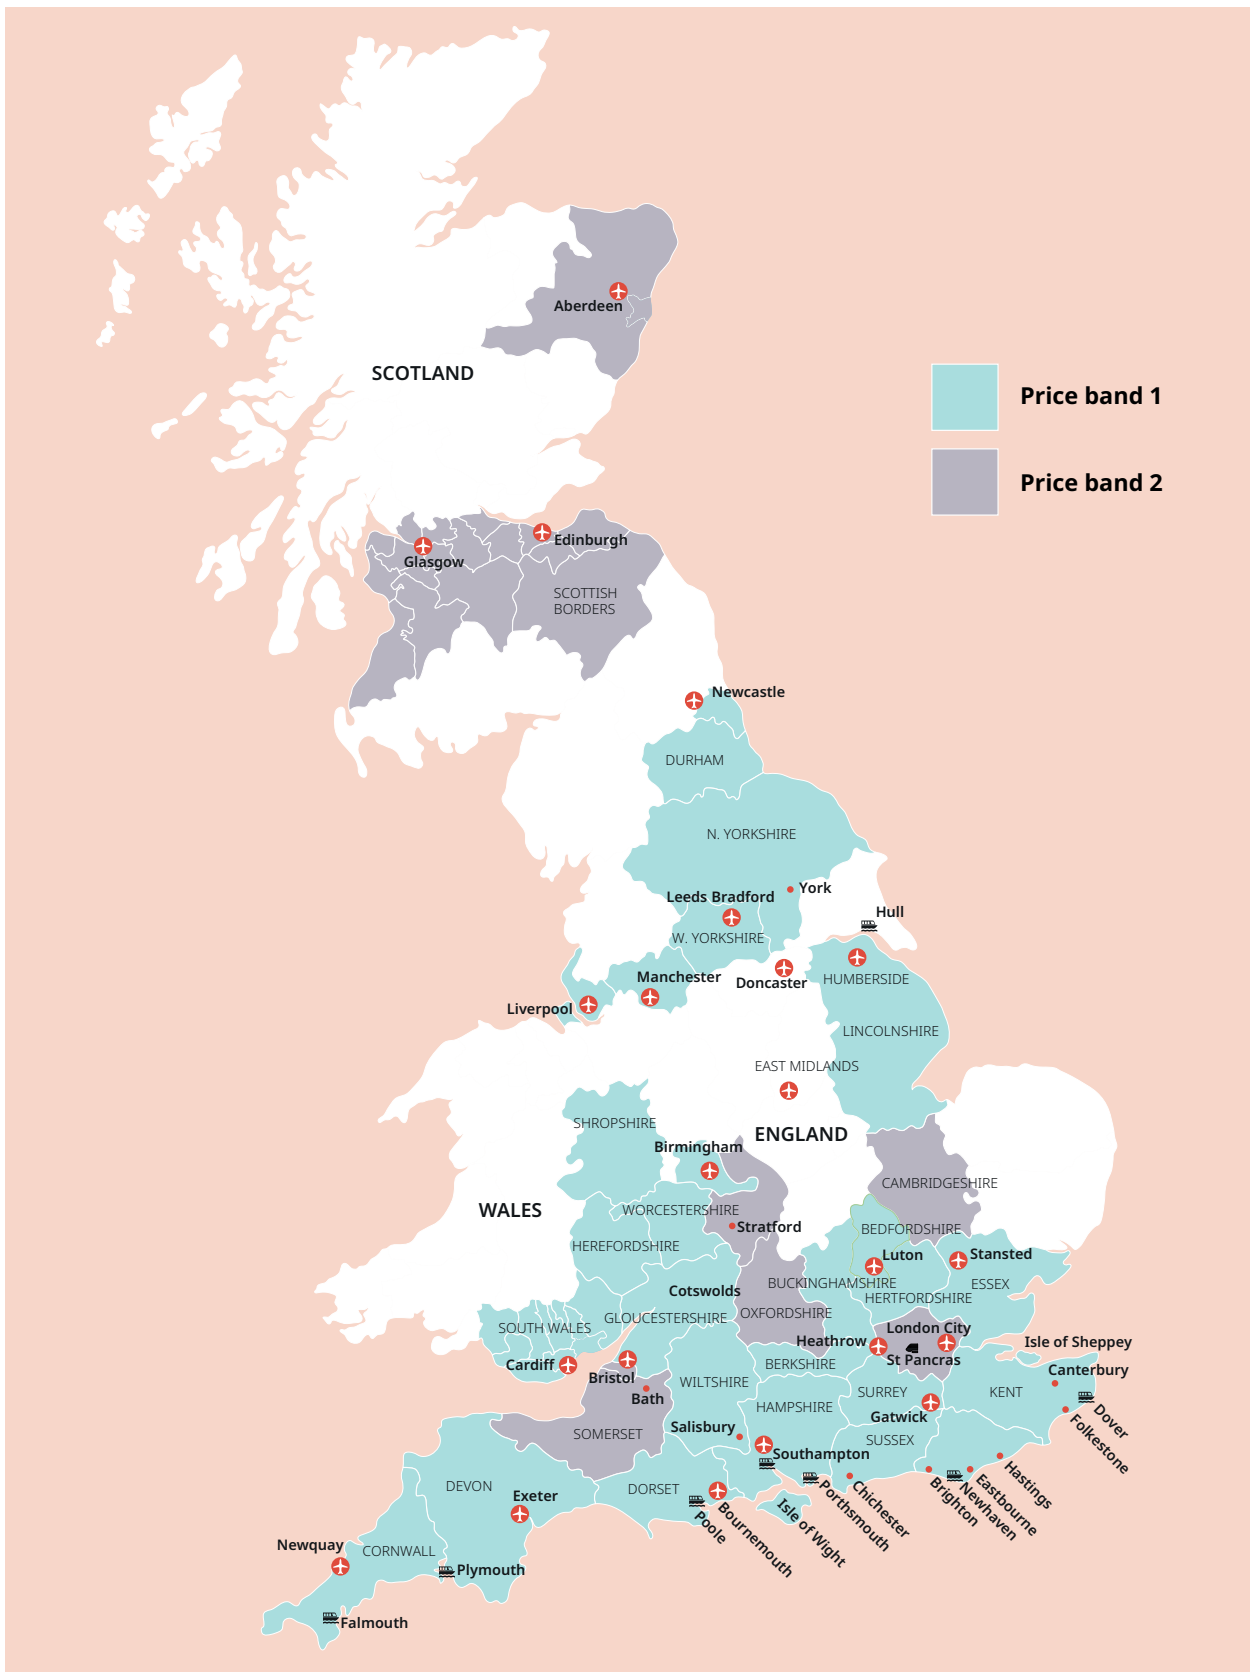 Aberdeen
SCOTLAND
Price band 1
Price band 2
Edinburgh
Glasgow
SCOTTISH
BORDERS
Newcastle
DURHAM
N. YORKSHIRE
York
Leeds Bradford
Hull
W. YORKSHIRE
Manchester
Doncaster
HUMBERSIDE
Liverpool
LINCOLNSHIRE
EAST MIDLANDS
SHROPSHIRE
ENGLAND
Birmingham
CAMBRIDGESHIRE
WALES
WORCESTERSHIRE
Stratford
BEDFORDSHIRE
HEREFORDSHIRE
Luton
Stansted
BUCKINGHAMSHIRE
ESSEX
Cotswolds
HERTFORDSHIRE
OXFORDSHIRE
GLOUCESTERSHIRE
SOUTH WALES
London City
Heathrow
Isle of Sheppey
St Pancras
Cardiff
BERKSHIRE
Canterbury
Bristol
WILTSHIRE
SURREY
KENT
Bath
HAMPSHIRE
Gatwick
Dover
Folkestone
Salisbury
SOMERSET
SUSSEX
Southampton
Hastings
DEVON
DORSET
Eastbourne
Newhaven
Brighton
Chichester
Porthsmouth
Isle of Wight
Exeter
Bournemouth
Poole
Newquay
CORNWALL
Plymouth
Falmouth